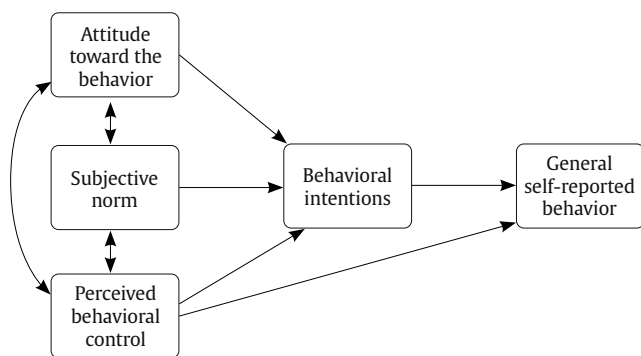 Attitude
toward the
behavior
Subjective
norm
Perceived
behavioral
control
Behavioral
intentions
General
self-reported
behavior